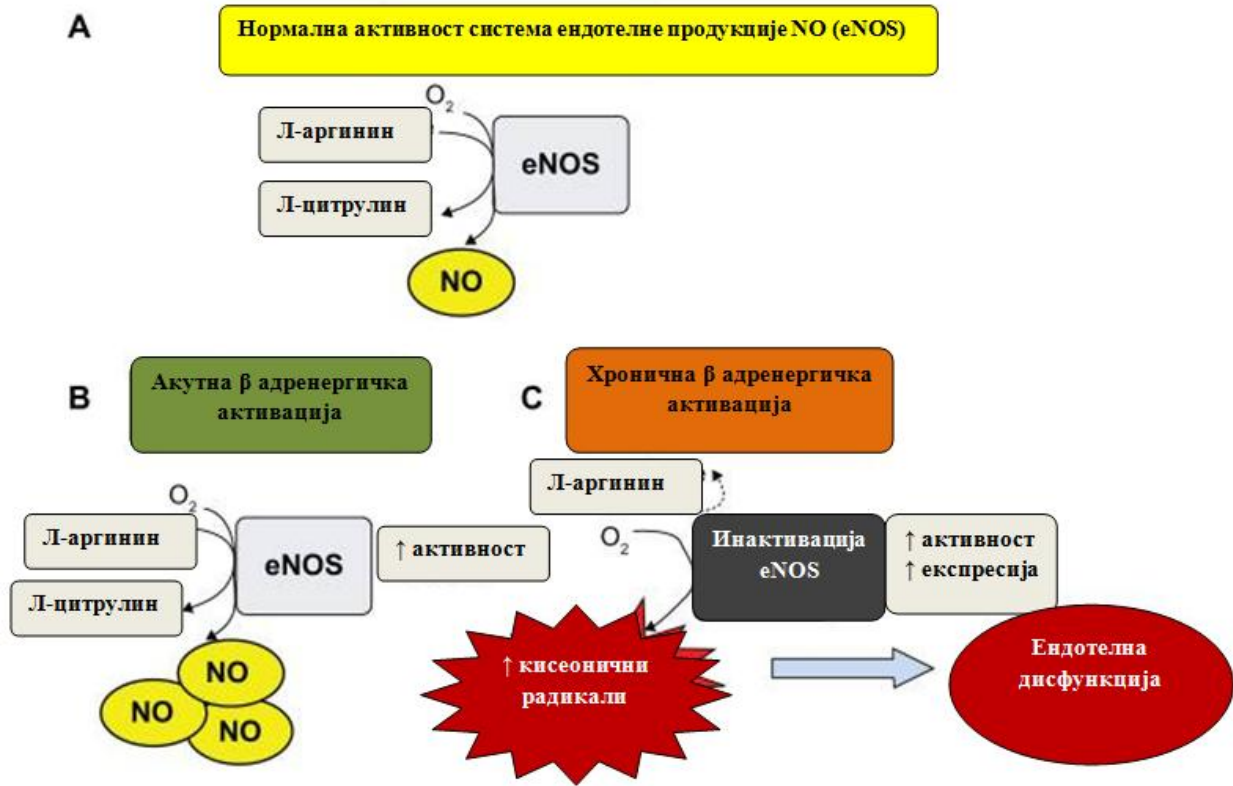 A
Нормална активност система ендотелне продукције NO (eNOS)
O2
Л-аргинин
eNOS
Л-цитрулин
NO
B
Акутна β адренергичка
активација
O2
Л-аргинин
eNOS
↑ активност
Л-цитрулин
NO
NO
NO
C
Хронична β адренергичка
активација
Л-аргинин
O2
Инактивација
eNOS
↑ активност
↑ експресија
↑ кисеонични
радикали
Ендотелна
дисфункција